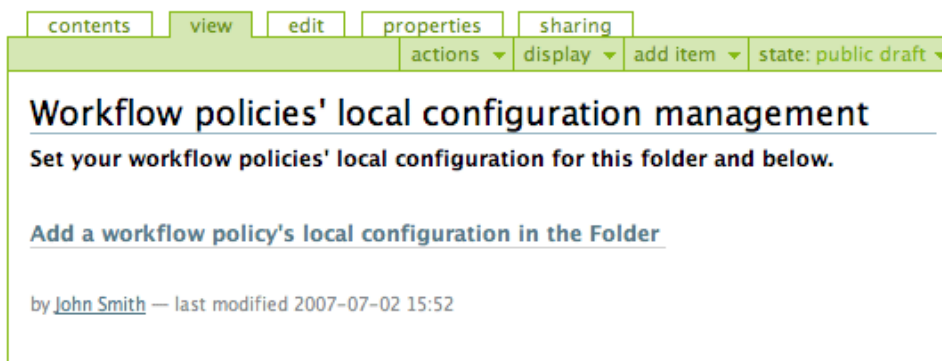 contents view edit properties sharing
actions display add item state: public draft
Workflow policies' local configuration management
Set your workflow policies' local configuration for this folder and below.
Add a workflow policy's local configuration in the Folder
by John Smith — last modified 2007-07-02 15:52